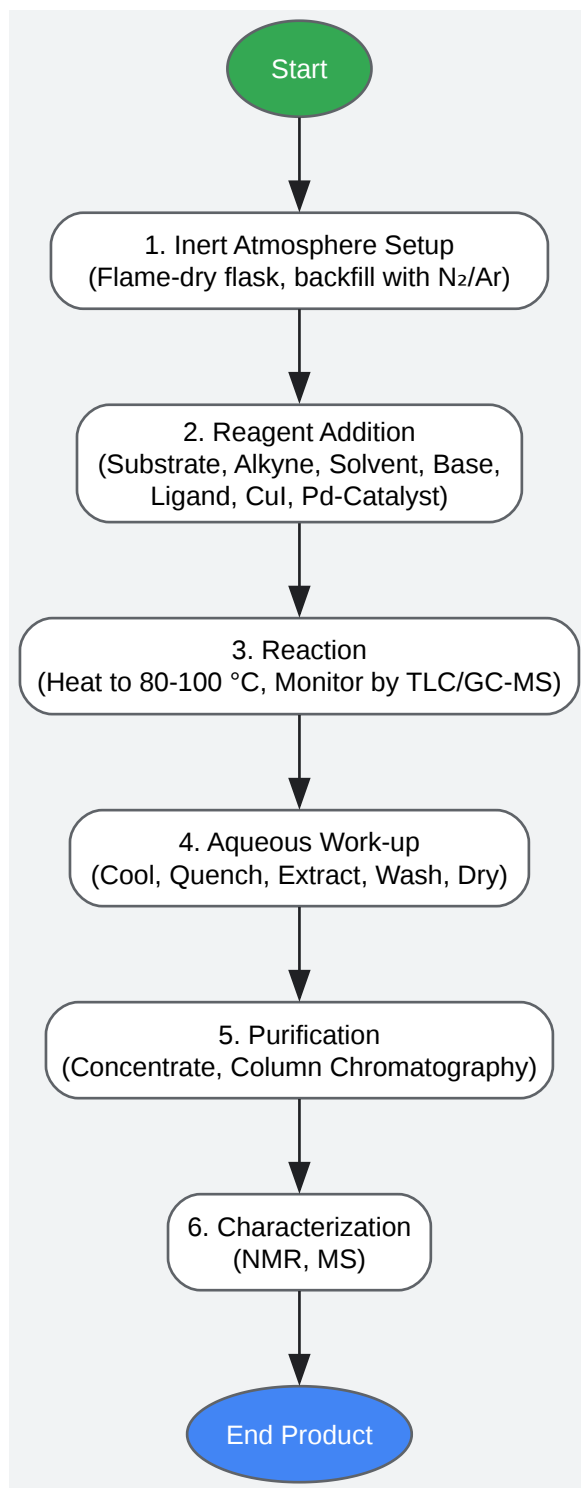 Start
1. Inert Atmosphere Setup
(Flame-dry flask, backfill with N₂/Ar)
2. Reagent Addition
(Substrate, Alkyne, Solvent, Base,
Ligand, CuI, Pd-Catalyst)
3. Reaction
(Heat to 80-100 °C, Monitor by TLC/GC-MS)
4. Aqueous Work-up
(Cool, Quench, Extract, Wash, Dry)
5. Purification
(Concentrate, Column Chromatography)
6. Characterization
(NMR, MS)
End Product